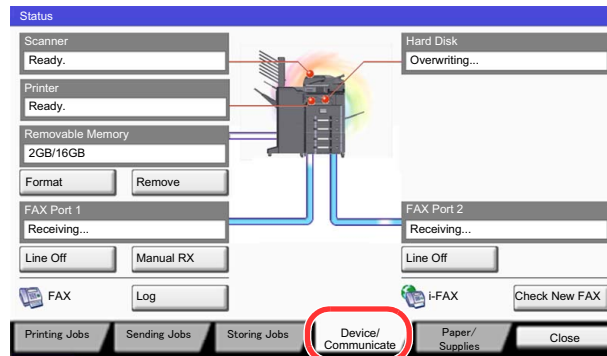 Status
Scanner
Ready.
Hard Disk
Overwriting...
Printer
Ready.
Removable Memory
2GB/16GB
Format
Remove
FAX Port 1
Receiving...
FAX Port 2
Receiving...
Line Off
Manual RX
Line Off
FAX
Log
i-FAX
Check New FAX
Printing Jobs
Sending Jobs
Storing Jobs
Device/
Communicate
Paper/
Supplies
Close